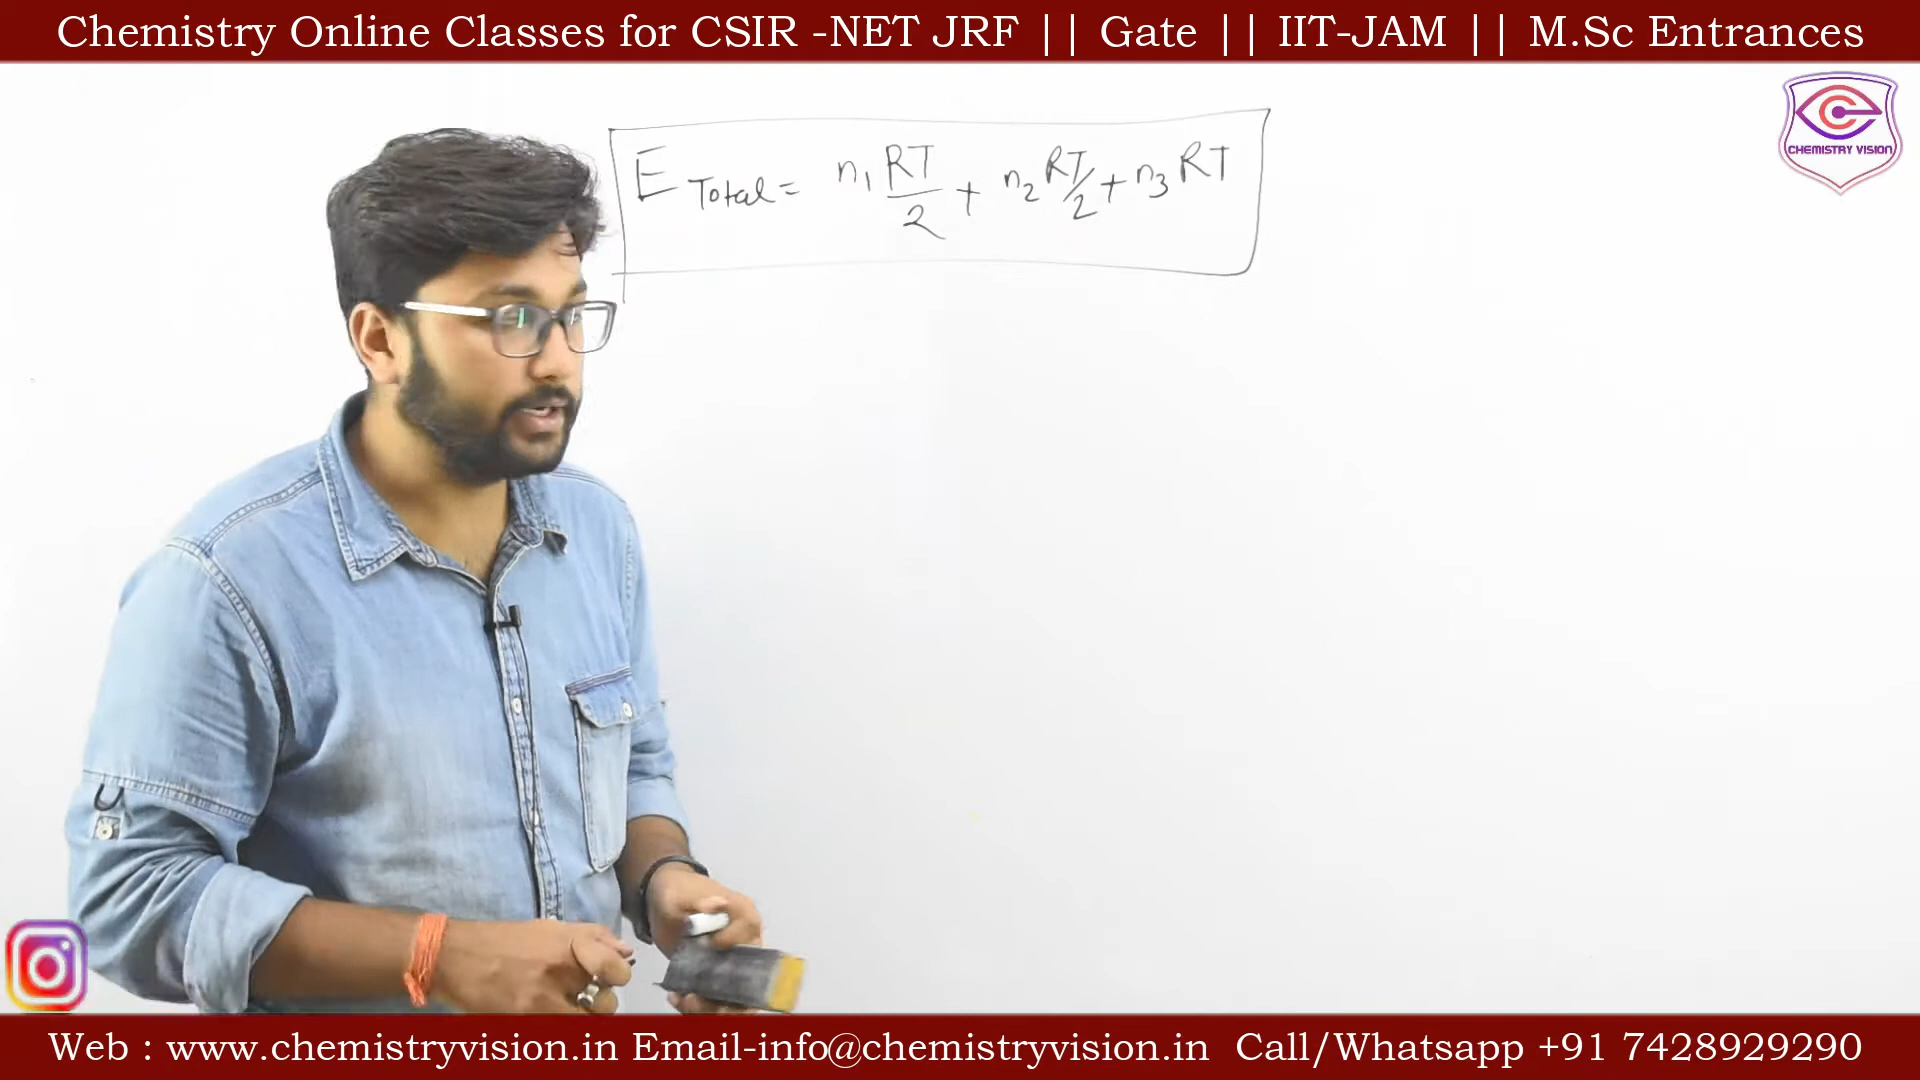 Chemistry Online Classes for CSIR -NET JRF || Gate || IIT-JAM || M.Sc Entrances
CHEMISTRY VISION
E Total = n₁ RT/2 + n₂ RT/2 + n₃ RT
Web : www.chemistryvision.in Email-info@chemistryvision.in Call/Whatsapp +91 7428929290